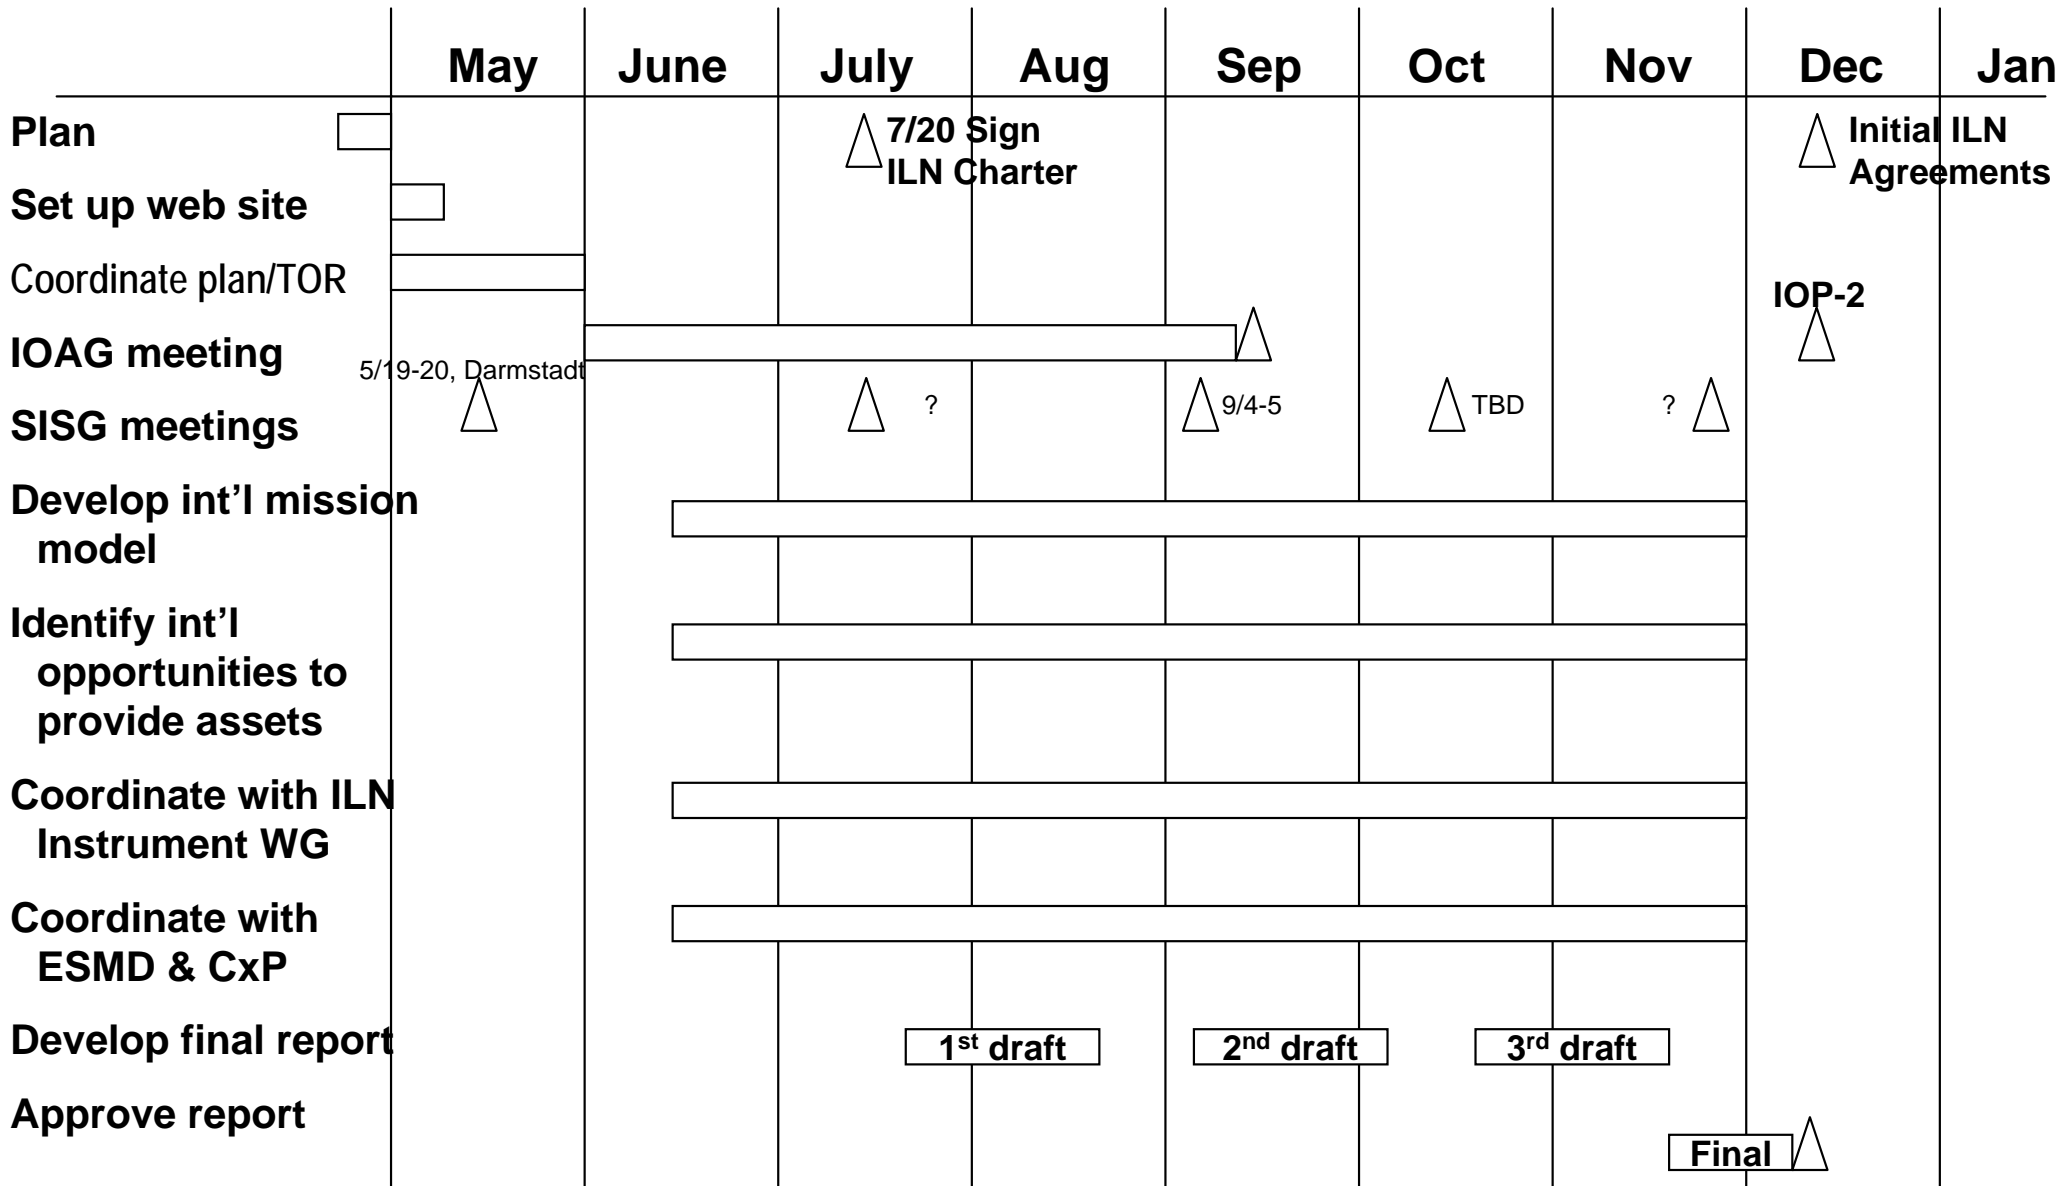 May June July Aug Sep Oct Nov Dec Jan
Plan
7/20 Sign
ILN Charter
Initial ILN
Agreements
Set up web site
Coordinate plan/TOR
IOP-2
IOAG meeting
5/19-20, Darmstadt
SISG meetings
? 9/4-5 TBD ?
Develop int’l mission
model
Identify int’l
opportunities to
provide assets
Coordinate with ILN
Instrument WG
Coordinate with
ESMD & CxP
Develop final report
1st draft 2nd draft 3rd draft
Approve report
Final